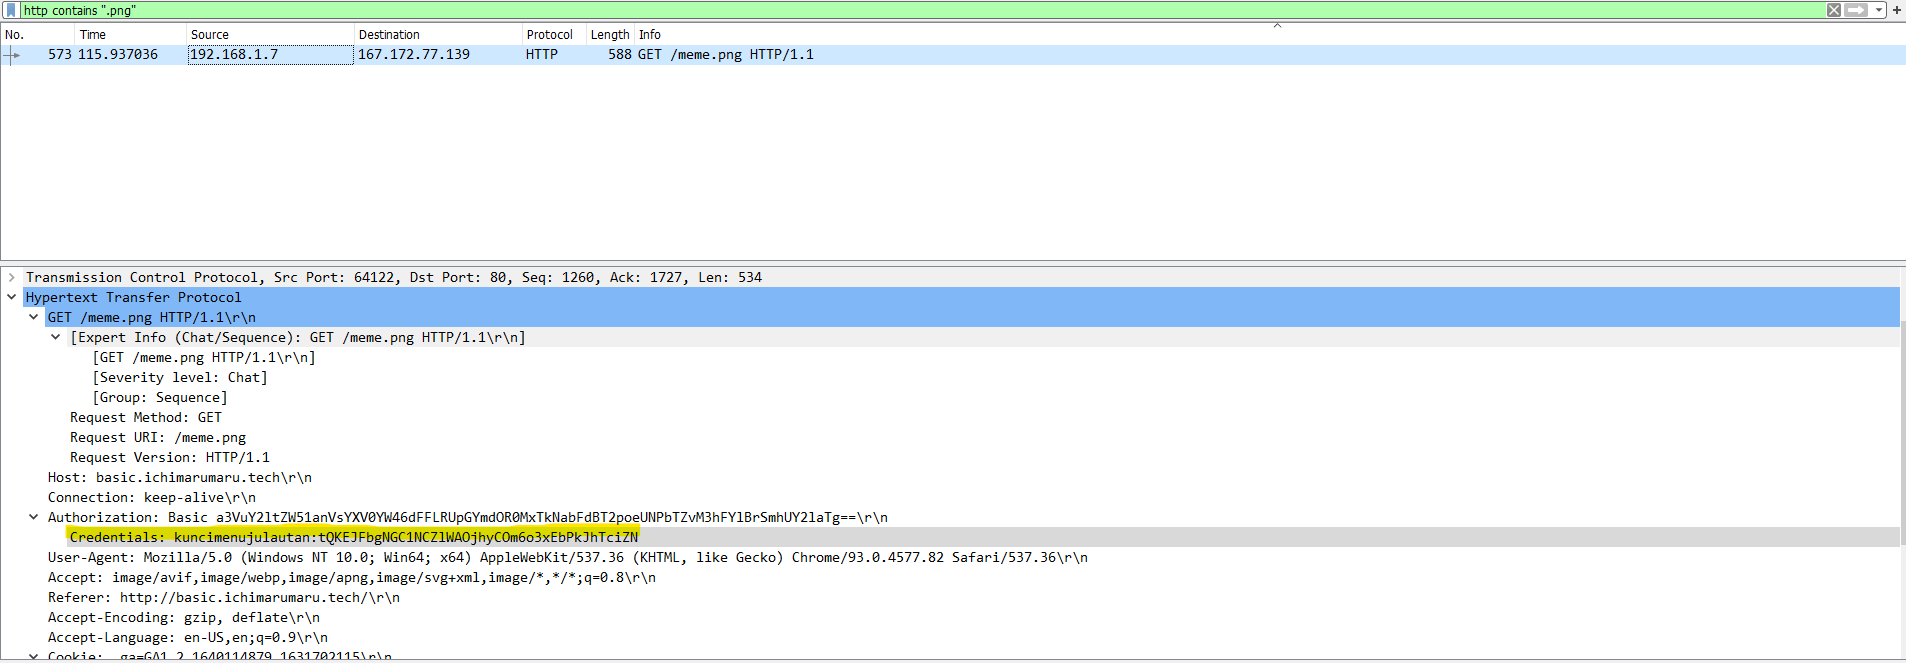 http contains ".png"
No. Time Source Destination Protocol Length Info
573 115.937036 192.168.1.7 167.172.77.139 HTTP 588 GET /meme.png HTTP/1.1
Transmission Control Protocol, Src Port: 64122, Dst Port: 80, Seq: 1260, Ack: 1727, Len: 534
Hypertext Transfer Protocol
GET /meme.png HTTP/1.1\r\n
[Expert Info (Chat/Sequence): GET /meme.png HTTP/1.1\r\n]
[GET /meme.png HTTP/1.1\r\n]
[Severity level: Chat]
[Group: Sequence]
Request Method: GET
Request URI: /meme.png
Request Version: HTTP/1.1
Host: basic.ichimarumaru.tech\r\n
Connection: keep-alive\r\n
Authorization: Basic a3VuY2ltZW51anVsYXV0YW46dFFLRUpGYmdOR0MxTkNabFdBT2poeUNPbTZvM3hFYlBrSmhUY2laTg==\r\n
Credentials: kuncimenujulautan:tQKEJFbgNGC1NCZlWAOjhyCOm6o3xEbPkJhTciZN
User-Agent: Mozilla/5.0 (Windows NT 10.0; Win64; x64) AppleWebKit/537.36 (KHTML, like Gecko) Chrome/93.0.4577.82 Safari/537.36\r\n
Accept: image/avif,image/webp,image/apng,image/svg+xml,image/*,*/*;q=0.8\r\n
Referer: http://basic.ichimarumaru.tech/\r\n
Accept-Encoding: gzip, deflate\r\n
Accept-Language: en-US,en;q=0.9\r\n
Cookie: _ga=GA1.2.1640114879.1631702115\r\n